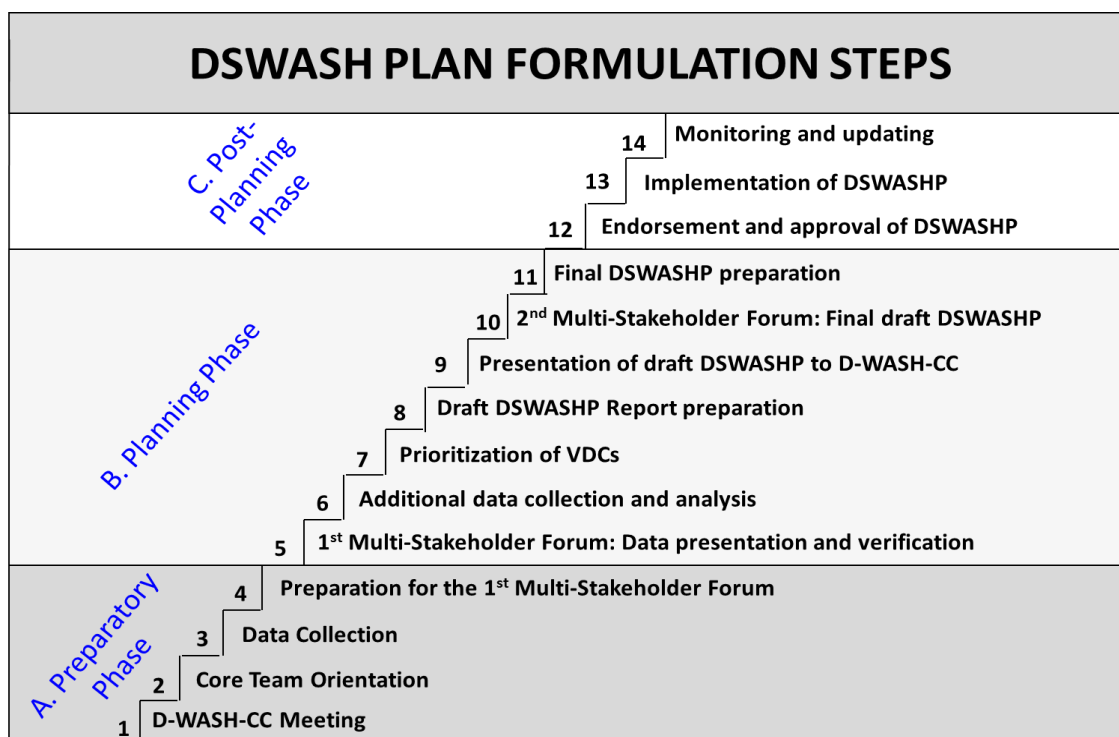 DSWASH PLAN FORMULATION STEPS
C. Post-
Planning
Phase
14 Monitoring and updating
13 Implementation of DSWASHP
12 Endorsement and approval of DSWASHP
B. Planning Phase
11 Final DSWASHP preparation
10 2nd Multi-Stakeholder Forum: Final draft DSWASHP
9 Presentation of draft DSWASHP to D-WASH-CC
8 Draft DSWASHP Report preparation
7 Prioritization of VDCs
6 Additional data collection and analysis
5 1st Multi-Stakeholder Forum: Data presentation and verification
A. Preparatory
Phase
4 Preparation for the 1st Multi-Stakeholder Forum
3 Data Collection
2 Core Team Orientation
1 D-WASH-CC Meeting